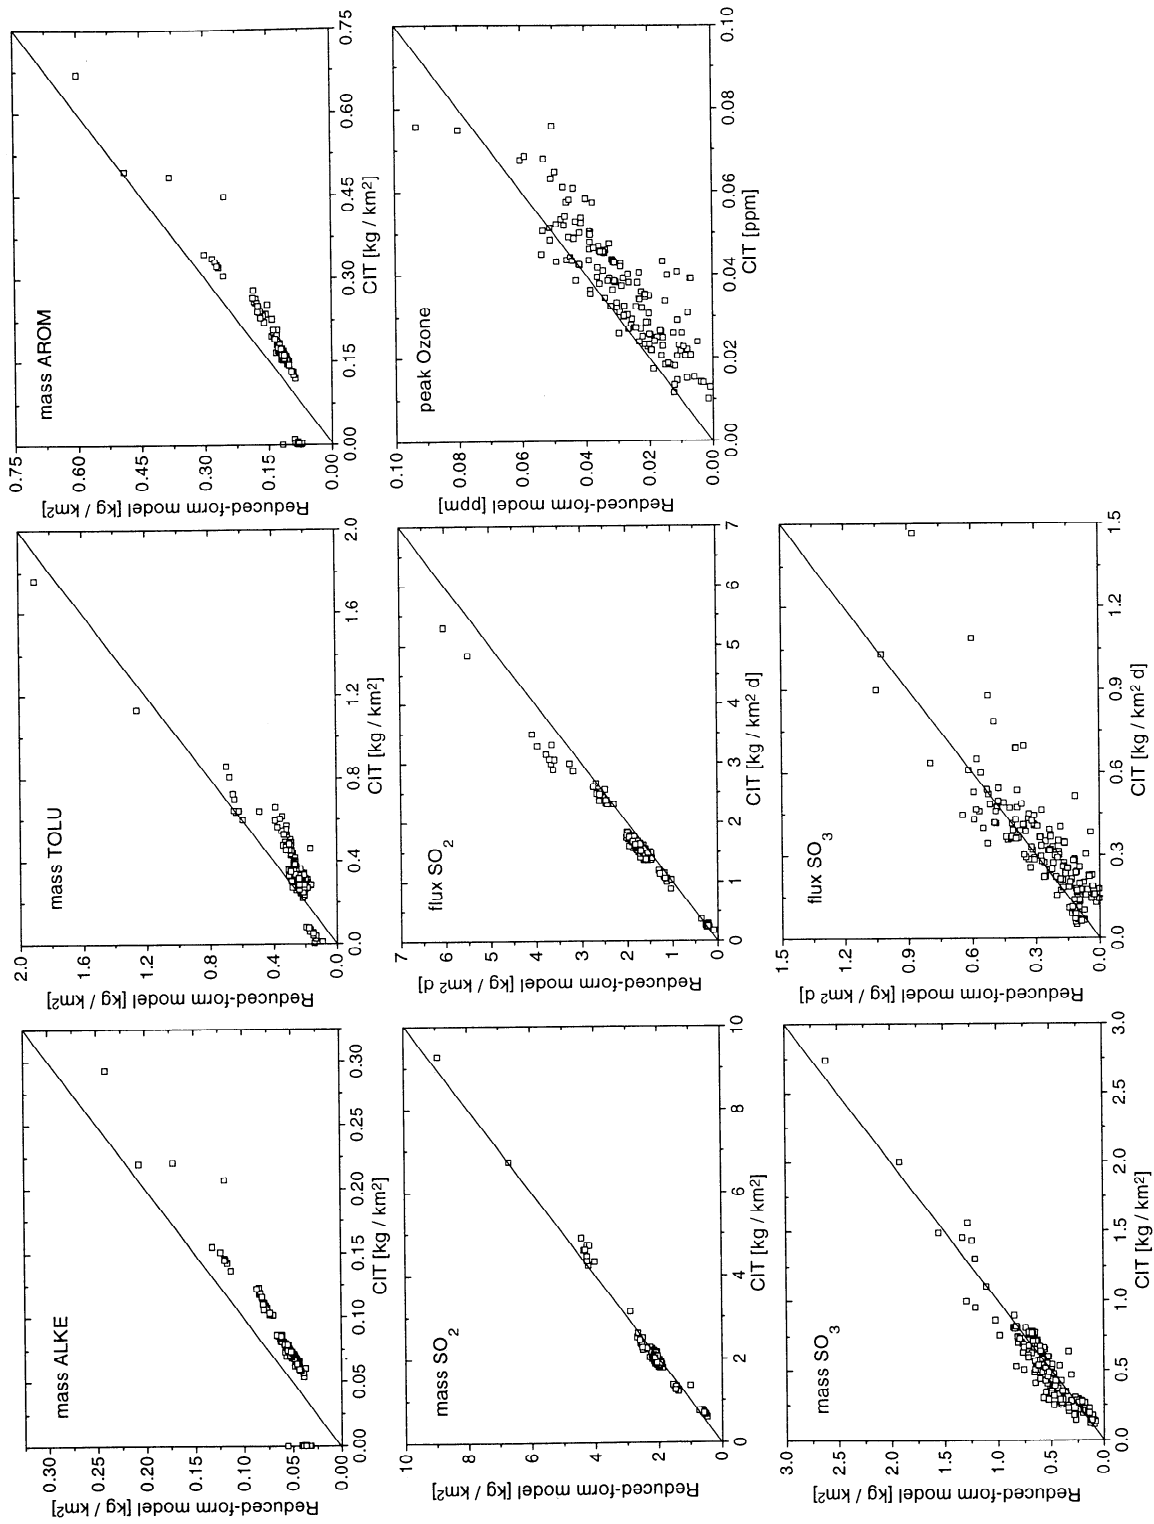 mass ALKE
Reduced-form model [kg / km2]
0.30
0.25
0.20
0.15
0.10
0.05
0.00
0.00 0.05 0.10 0.15 0.20 0.25 0.30
CIT [kg / km2]
mass TOLU
Reduced-form model [kg / km2]
2.0
1.6
1.2
0.8
0.4
0.0
0.0 0.4 0.8 1.2 1.6 2.0
CIT [kg / km2]
mass AROM
Reduced-form model [kg / km2]
0.75
0.60
0.45
0.30
0.15
0.00
0.00 0.15 0.30 0.45 0.60 0.75
CIT [kg / km2]
mass SO2
Reduced-form model [kg / km2]
10
8
6
4
2
0
0 2 4 6 8 10
CIT [kg / km2]
flux SO2
Reduced-form model [kg / km2 d]
7
6
5
4
3
2
1
0
0 1 2 3 4 5 6 7
CIT [kg / km2 d]
peak Ozone
Reduced-form model [ppm]
0.10
0.08
0.06
0.04
0.02
0.00
0.00 0.02 0.04 0.06 0.08 0.10
CIT [ppm]
mass SO3
Reduced-form model [kg / km2]
3.0
2.5
2.0
1.5
1.0
0.5
0.0
0.0 0.5 1.0 1.5 2.0 2.5 3.0
CIT [kg / km2]
flux SO3
Reduced-form model [kg / km2 d]
1.5
1.2
0.9
0.6
0.3
0.0
0.0 0.3 0.6 0.9 1.2 1.5
CIT [kg / km2 d]